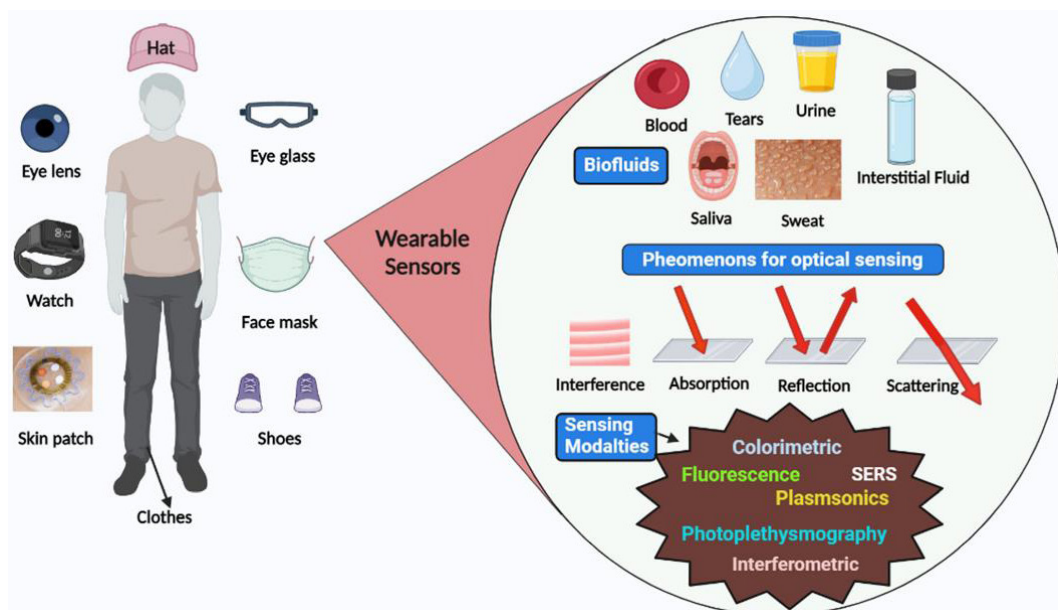 Hat
Eye lens
Eye glass
Watch
Face mask
Skin patch
Shoes
Clothes
Wearable
Sensors
Blood
Tears
Urine
Biofluids
Saliva
Sweat
Interstitial Fluid
Pheomenons for optical sensing
Interference
Absorption
Reflection
Scattering
Sensing
Modalties
Colorimetric
Fluorescence
SERS
Plasmsonics
Photoplethysmography
Interferometric